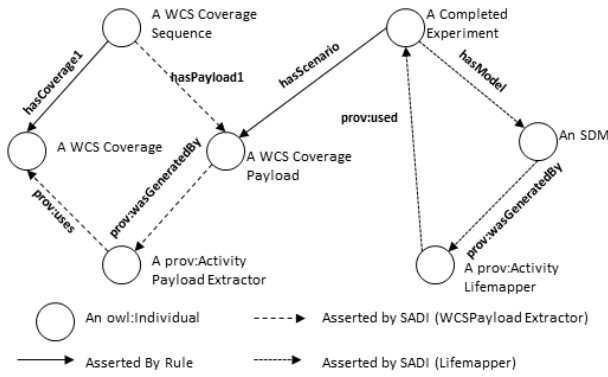 A WCS Coverage
Sequence
A Completed
Experiment
hasCoverage1
hasPayload1
hasScenario
hasModel
prov:used
A WCS Coverage
A WCS Coverage
Payload
An SDM
prov:uses
prov:wasGeneratedBy
prov:wasGeneratedBy
A prov:Activity
Payload Extractor
A prov:Activity
Lifemapper
An owl:Individual
Asserted by SADI (WCSPayload Extractor)
Asserted By Rule
Asserted by SADI (Lifemapper)